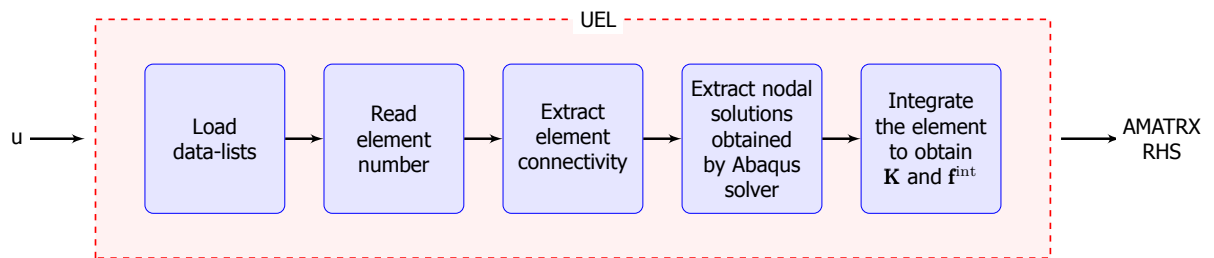 UEL
u
Load
data-lists
Read
element
number
Extract
element
connectivity
Extract nodal
solutions
obtained
by Abaqus
solver
Integrate
the element
to obtain
K and f^int
AMATRX
RHS